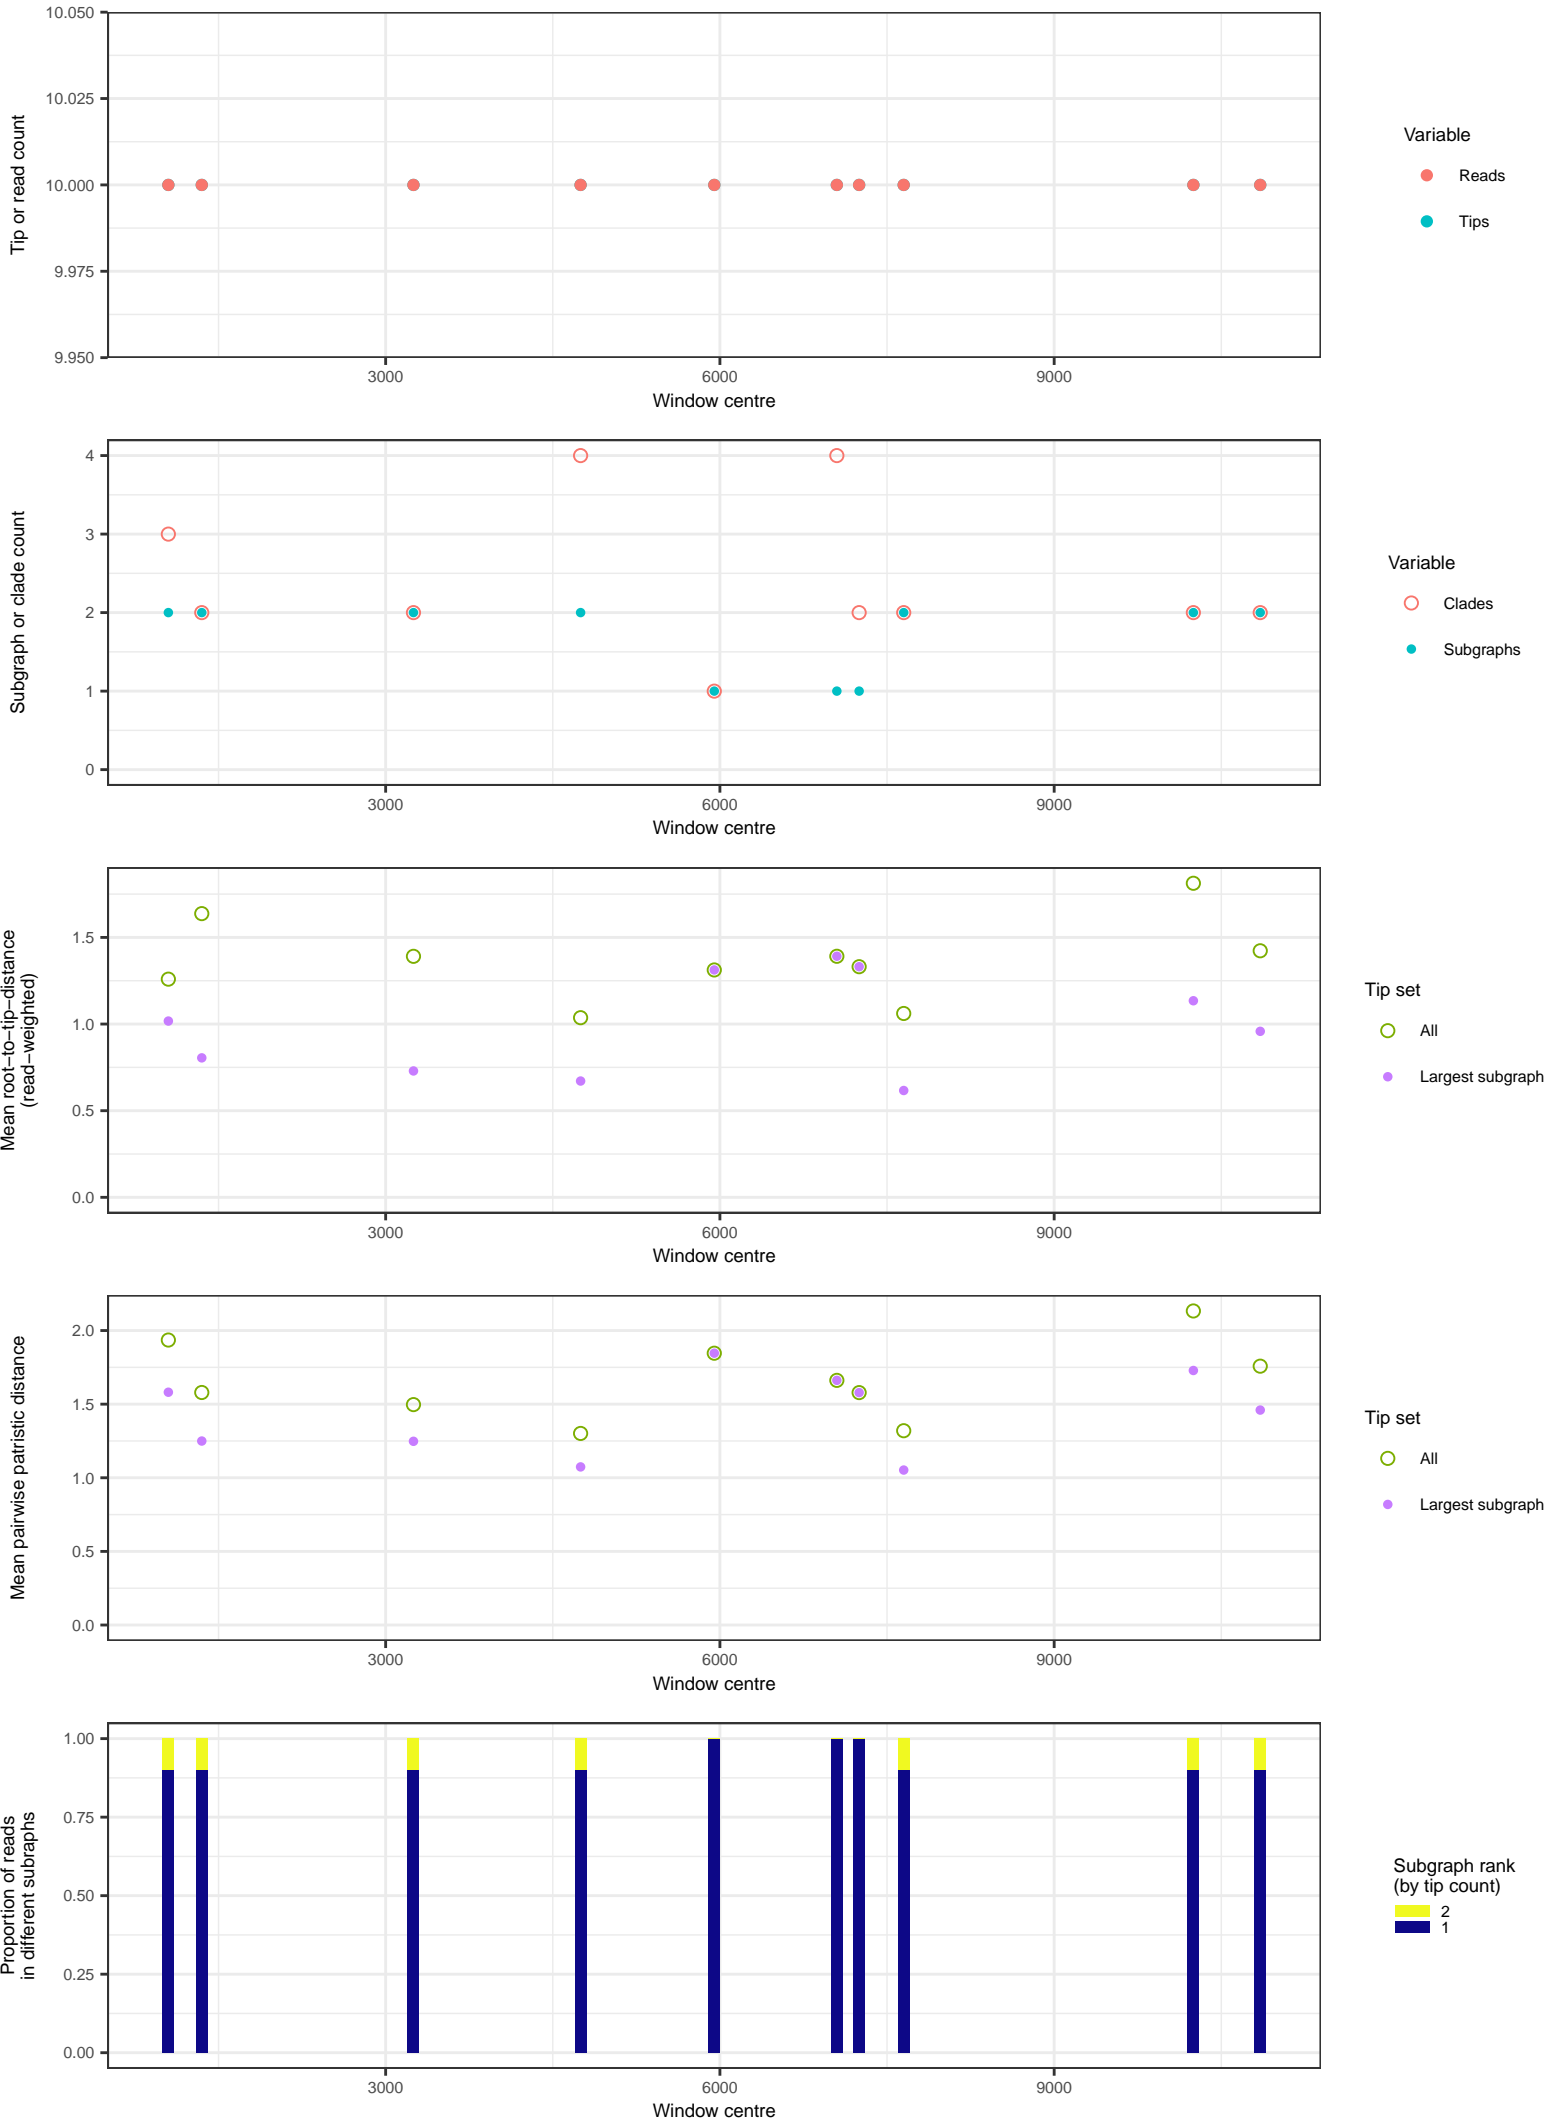 10.050
10.025
10.000
9.975
9.950
Tip or read count
3000 6000 9000
Window centre
Variable
Reads
Tips
4
3
2
1
0
Subgraph or clade count
3000 6000 9000
Window centre
Variable
Clades
Subgraphs
1.5
1.0
0.5
0.0
Mean root−to−tip−distance
(read−weighted)
3000 6000 9000
Window centre
Tip set
All
Largest subgraph
2.0
1.5
1.0
0.5
0.0
Mean pairwise patristic distance
3000 6000 9000
Window centre
Tip set
All
Largest subgraph
1.00
0.75
0.50
0.25
0.00
Proportion of reads
in different subraphs
3000 6000 9000
Window centre
Subgraph rank
(by tip count)
2
1